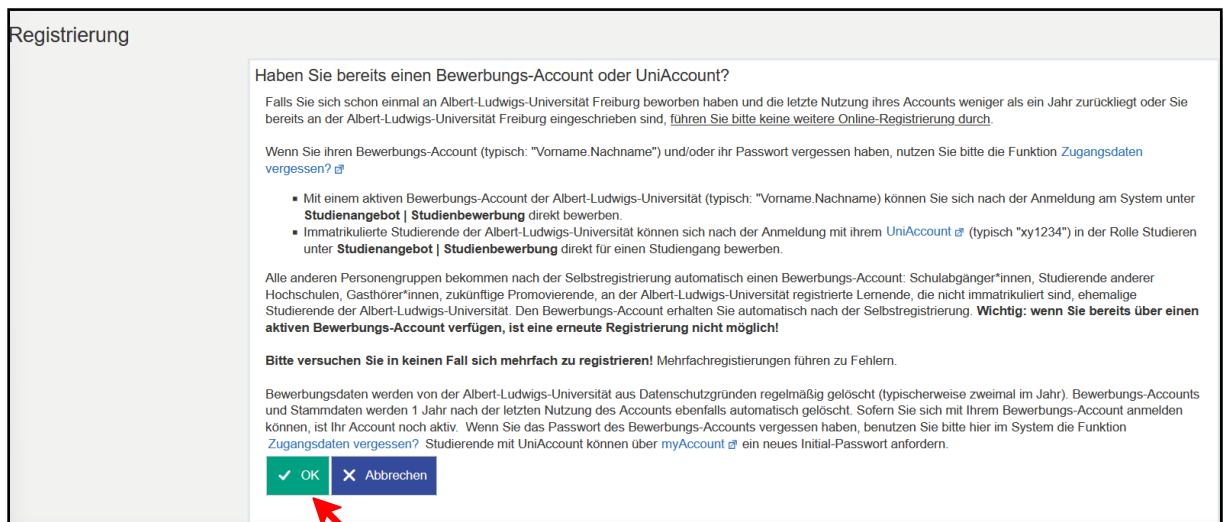 Registrierung
Haben Sie bereits einen Bewerbungs-Account oder UniAccount?
Falls Sie sich schon einmal an Albert-Ludwigs-Universität Freiburg beworben haben und die letzte Nutzung ihres Accounts weniger als ein Jahr zurückliegt oder Sie
bereits an der Albert-Ludwigs-Universität Freiburg eingeschrieben sind, führen Sie bitte keine weitere Online-Registrierung durch.
Wenn Sie ihren Bewerbungs-Account (typisch: "Vorname.Nachname") und/oder ihr Passwort vergessen haben, nutzen Sie bitte die Funktion Zugangsdaten
vergessen?
▪ Mit einem aktiven Bewerbungs-Account der Albert-Ludwigs-Universität (typisch: "Vorname.Nachname) können Sie sich nach der Anmeldung am System unter
Studienangebot | Studienbewerbung direkt bewerben.
▪ Immatrikulierte Studierende der Albert-Ludwigs-Universität können sich nach der Anmeldung mit ihrem UniAccount (typisch "xy1234") in der Rolle Studieren
unter Studienangebot | Studienbewerbung direkt für einen Studiengang bewerben.
Alle anderen Personengruppen bekommen nach der Selbstregistrierung automatisch einen Bewerbungs-Account: Schulabgänger*innen, Studierende anderer
Hochschulen, Gasthörer*innen, zukünftige Promovierende, an der Albert-Ludwigs-Universität registrierte Lernende, die nicht immatrikuliert sind, ehemalige
Studierende der Albert-Ludwigs-Universität. Den Bewerbungs-Account erhalten Sie automatisch nach der Selbstregistrierung. Wichtig: wenn Sie bereits über einen
aktiven Bewerbungs-Account verfügen, ist eine erneute Registrierung nicht möglich!
Bitte versuchen Sie in keinen Fall sich mehrfach zu registrieren! Mehrfachregistierungen führen zu Fehlern.
Bewerbungsdaten werden von der Albert-Ludwigs-Universität aus Datenschutzgründen regelmäßig gelöscht (typischerweise zweimal im Jahr). Bewerbungs-Accounts
und Stammdaten werden 1 Jahr nach der letzten Nutzung des Accounts ebenfalls automatisch gelöscht. Sofern Sie sich mit Ihrem Bewerbungs-Account anmelden
können, ist Ihr Account noch aktiv. Wenn Sie das Passwort des Bewerbungs-Accounts vergessen haben, benutzen Sie bitte hier im System die Funktion
Zugangsdaten vergessen? Studierende mit UniAccount können über myAccount ein neues Initial-Passwort anfordern.
OK Abbrechen